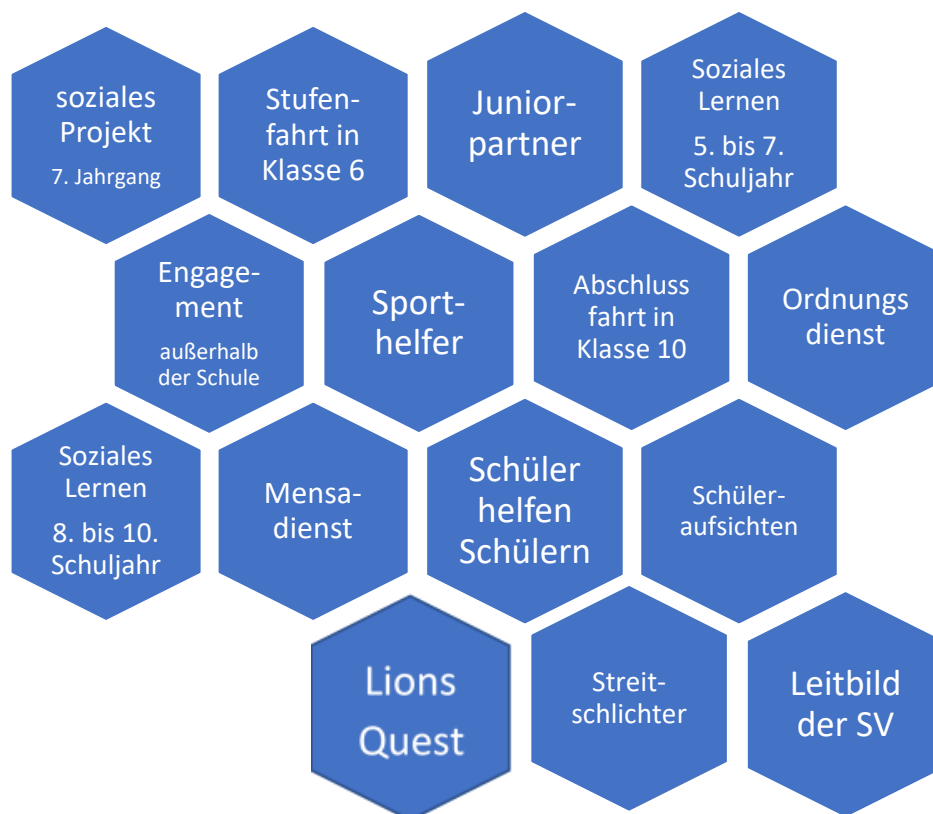 soziales
Projekt
7. Jahrgang
Stufen-
fahrt in
Klasse 6
Junior-
partner
Soziales
Lernen
5. bis 7.
Schuljahr
Engage-
ment
außerhalb
der Schule
Sport-
helfer
Abschluss
fahrt in
Klasse 10
Ordnungs
dienst
Soziales
Lernen
8. bis 10.
Schuljahr
Mensa-
dienst
Schüler
helfen
Schülern
Schüler-
aufsichten
Lions
Quest
Streit-
schlichter
Leitbild
der SV